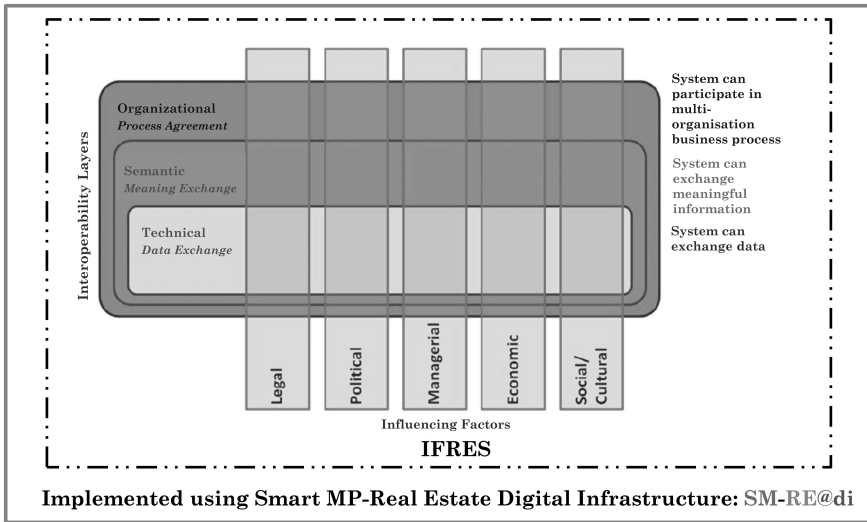 Interoperability Layers
Organizational
Process Agreement
Semantic
Meaning Exchange
Technical
Data Exchange
System can
participate in
multi-
organisation
business process
System can
exchange
meaningful
information
System can
exchange data
Legal
Political
Managerial
Economic
Social/
Cultural
Influencing Factors
IFRES
Implemented using Smart MP-Real Estate Digital Infrastructure: SM-RE@di